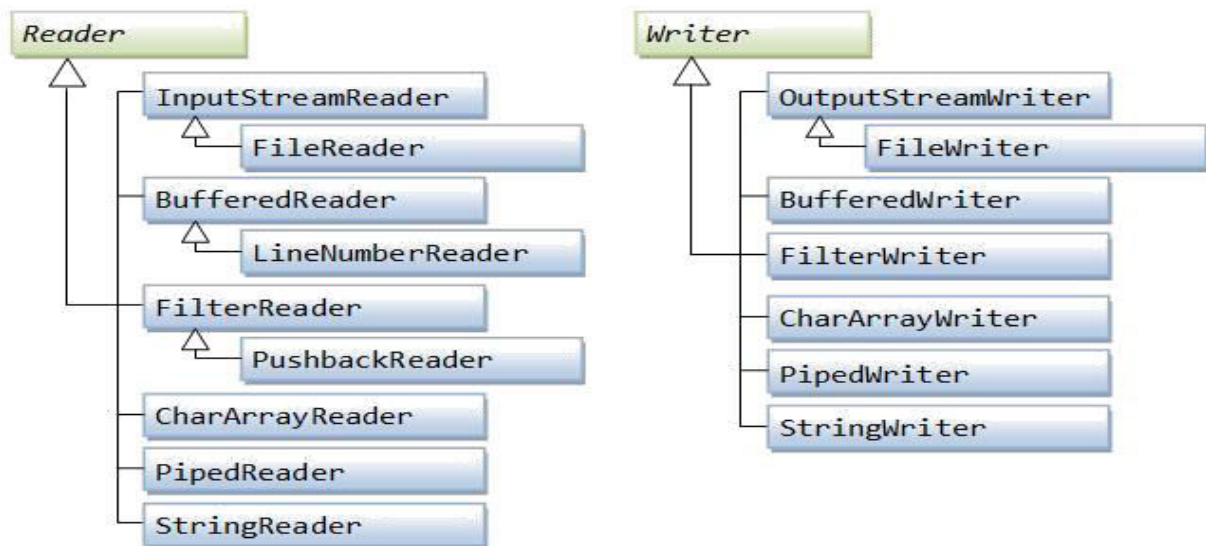 Reader
InputStreamReader
FileReader
BufferedReader
LineNumberReader
FilterReader
PushbackReader
CharArrayReader
PipedReader
StringReader
Writer
OutputStreamWriter
FileWriter
BufferedWriter
FilterWriter
CharArrayWriter
PipedWriter
StringWriter